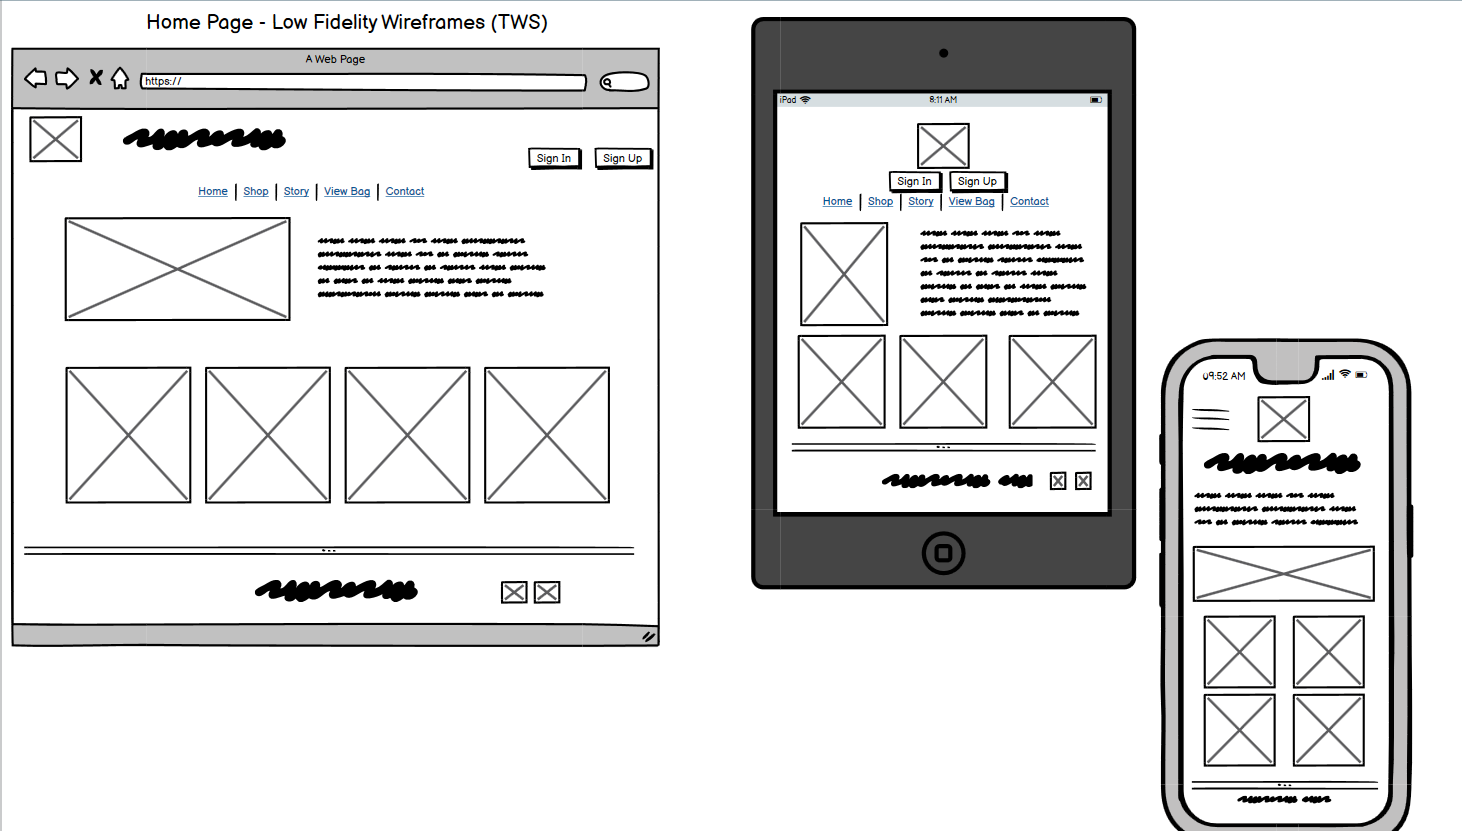 Home Page - Low Fidelity Wireframes (TWS)
A Web Page
https://
Sign In
Sign Up
Home | Shop | Story | View Bag | Contact
iPad
8:11 AM
Sign In
Sign Up
Home | Shop | Story | View Bag | Contact
09:52 AM